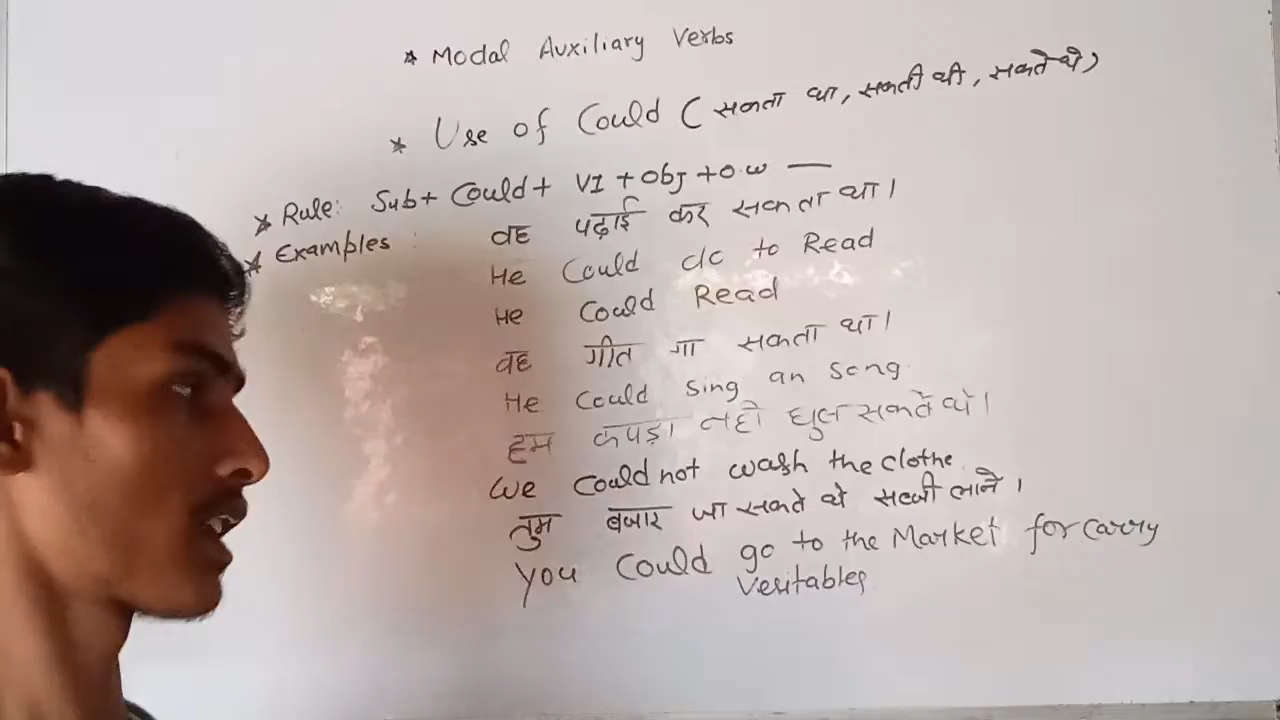 * Modal Auxiliary Verbs
* Use of Could ( सकता था, सकती थी, सकते थे)
* Rule: Sub + Could + V1 + Obj + O.w —
* Examples :
वह पढ़ाई कर सकता था।
He Could to Read
He Could Read
वह गीत गा सकता था।
He Could Sing an Song
हम कपड़ा नही धुल सकते थे।
We Could not wash the clothe
तुम बजार जा सकते थे सब्जी लाने।
You Could go to the Market for carry
Vesitables